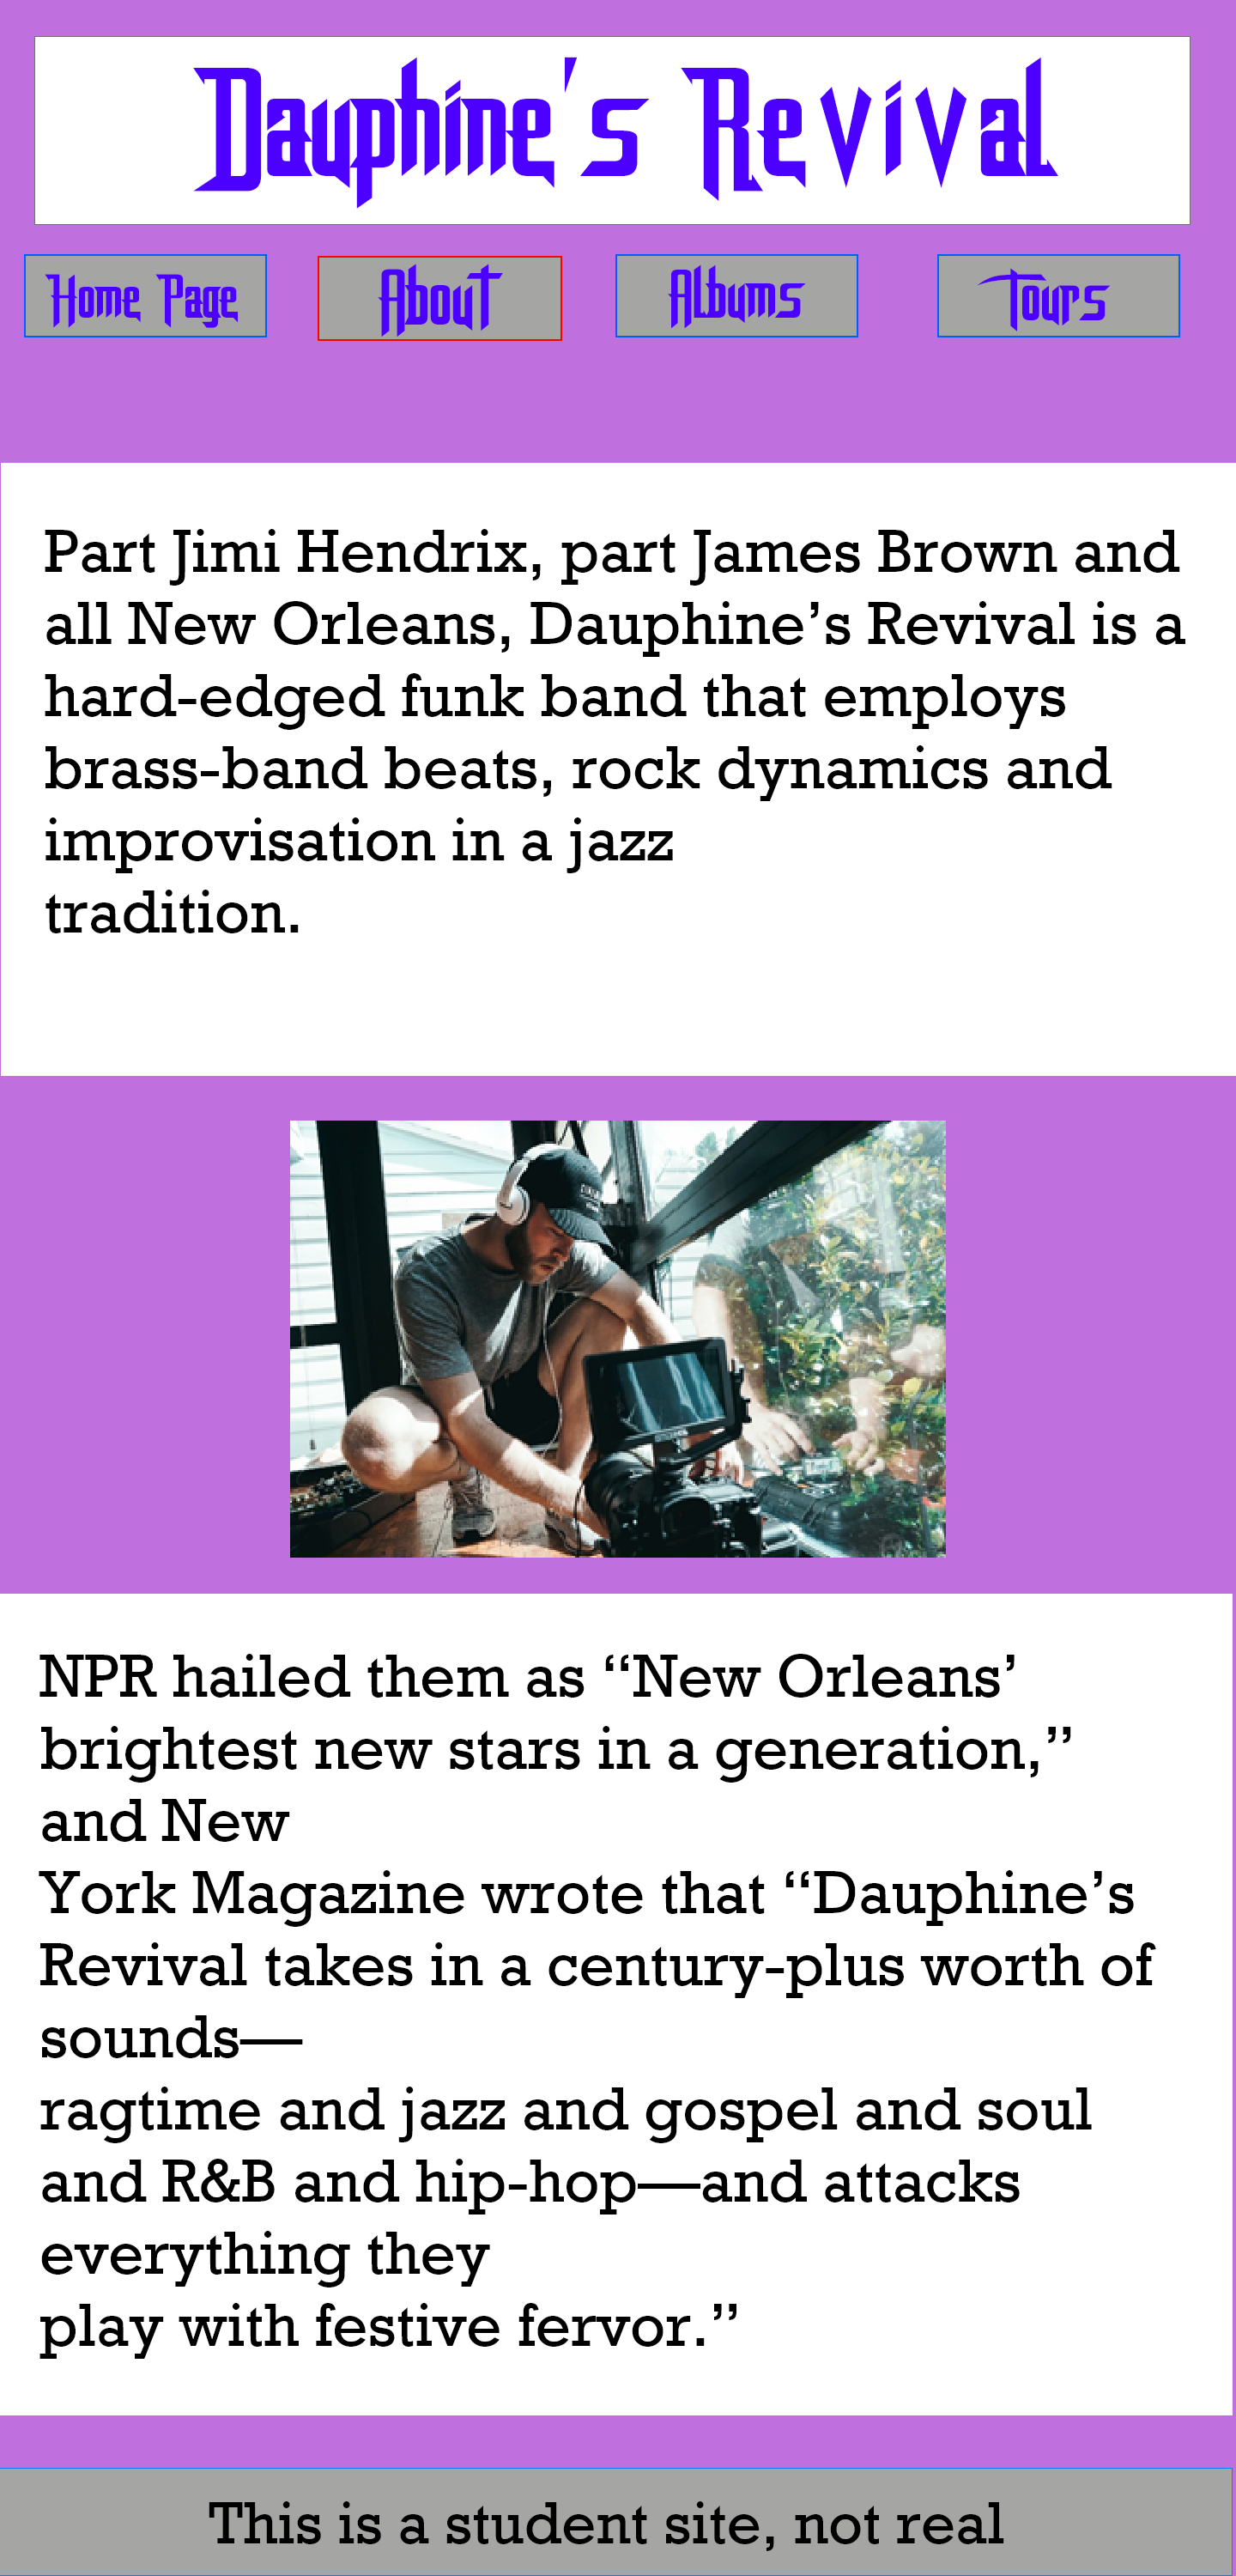 Dauphine's Revival
Home Page About Albums Tours
Part Jimi Hendrix, part James Brown and
all New Orleans, Dauphine’s Revival is a
hard-edged funk band that employs
brass-band beats, rock dynamics and
improvisation in a jazz
tradition.
NPR hailed them as “New Orleans’
brightest new stars in a generation,”
and New
York Magazine wrote that “Dauphine’s
Revival takes in a century-plus worth of
sounds—
ragtime and jazz and gospel and soul
and R&B and hip-hop—and attacks
everything they
play with festive fervor.”
This is a student site, not real